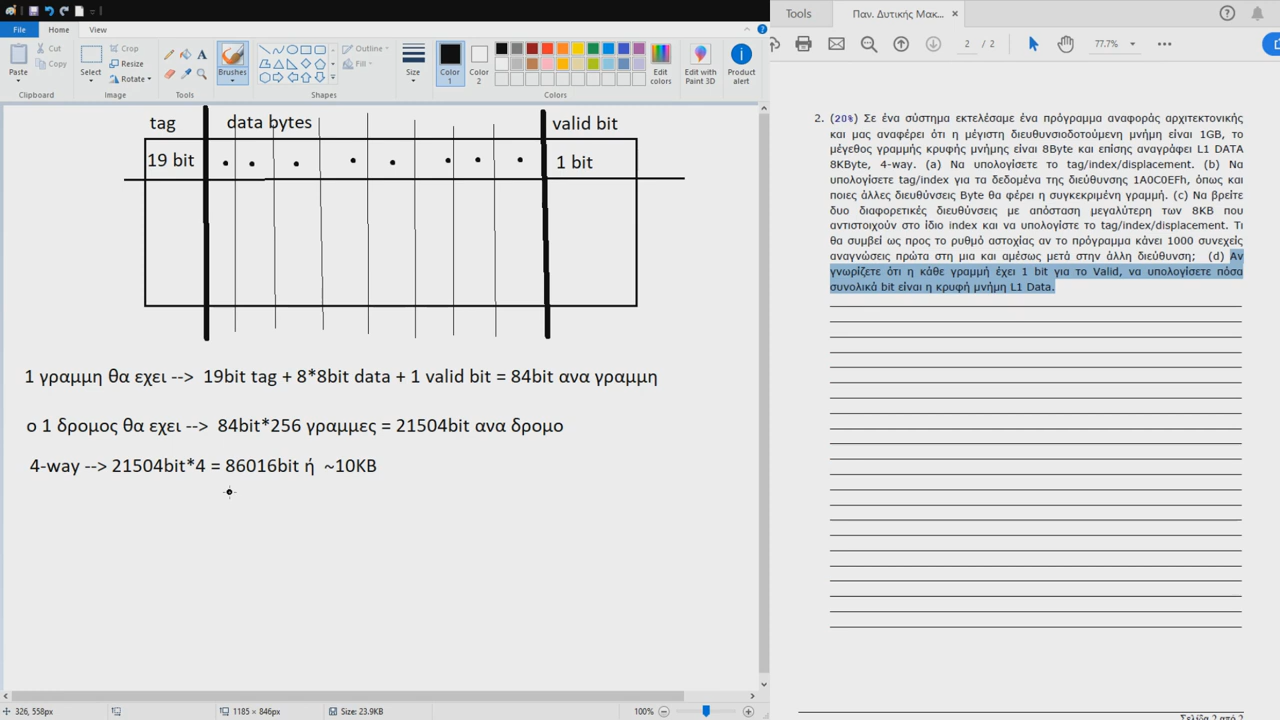 File
Home
View
Cut
Copy
Paste
Clipboard
Crop
Resize
Rotate
Select
Image
Tools
Brushes
Outline
Fill
Shapes
Size
Color
1
Color
2
Edit
colors
Colors
Edit with
Paint 3D
Product
alert
tag
data bytes
valid bit
19 bit
1 bit
1 γραμμη θα εχει --> 19bit tag + 8*8bit data + 1 valid bit = 84bit ανα γραμμη
ο 1 δρομος θα εχει --> 84bit*256 γραμμες = 21504bit ανα δρομο
4-way --> 21504bit*4 = 86016bit ή ~10KB
326, 558px
1185 × 846px
Size: 23.9KB
100%
Tools
Παν. Δυτικής Μακ...
2 / 2
77.7%
2. (20%) Σε ένα σύστημα εκτελέσαμε ένα πρόγραμμα αναφοράς αρχιτεκτονικής
και μας αναφέρει ότι η μέγιστη διευθυνσιοδοτούμενη μνήμη είναι 1GB, το
μέγεθος γραμμής κρυφής μνήμης είναι 8Byte και επίσης αναγράφει L1 DATA
8KByte, 4-way. (a) Να υπολογίσετε το tag/index/displacement. (b) Να
υπολογίσετε tag/index για τα δεδομένα της διεύθυνσης 1A0C0EFh, όπως και
ποιες άλλες διευθύνσεις Byte θα φέρει η συγκεκριμένη γραμμή. (c) Να βρείτε
δυο διαφορετικές διευθύνσεις με απόσταση μεγαλύτερη των 8KB που
αντιστοιχούν στο ίδιο index και να υπολογίσετε το tag/index/displacement. Τι
θα συμβεί ως προς το ρυθμό αστοχίας αν το πρόγραμμα κάνει 1000 συνεχείς
αναγνώσεις πρώτα στη μια και αμέσως μετά στην άλλη διεύθυνση; (d) Αν
γνωρίζετε ότι η κάθε γραμμή έχει 1 bit για το Valid, να υπολογίσετε πόσα
συνολικά bit είναι η κρυφή μνήμη L1 Data.
Σελίδα 2 από 2